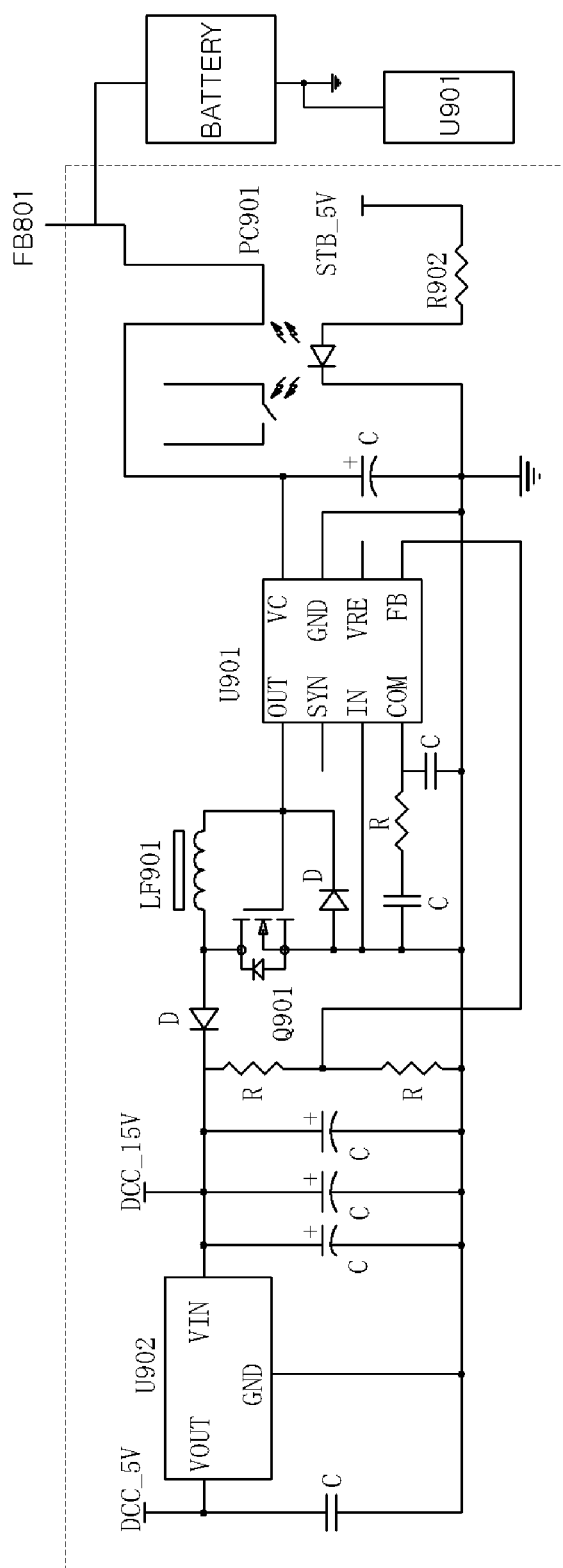 DCC_5V
U902
VOUT
VIN
GND
C
DCC_15V
C
C
C
D
R
R
Q901
LF901
D
R
C
C
U901
OUT
SYN
IN
COM
VC
GND
VRE
FB
+
+
+
+
C
PC901
STB_5V
R902
FB801
BATTERY
U901